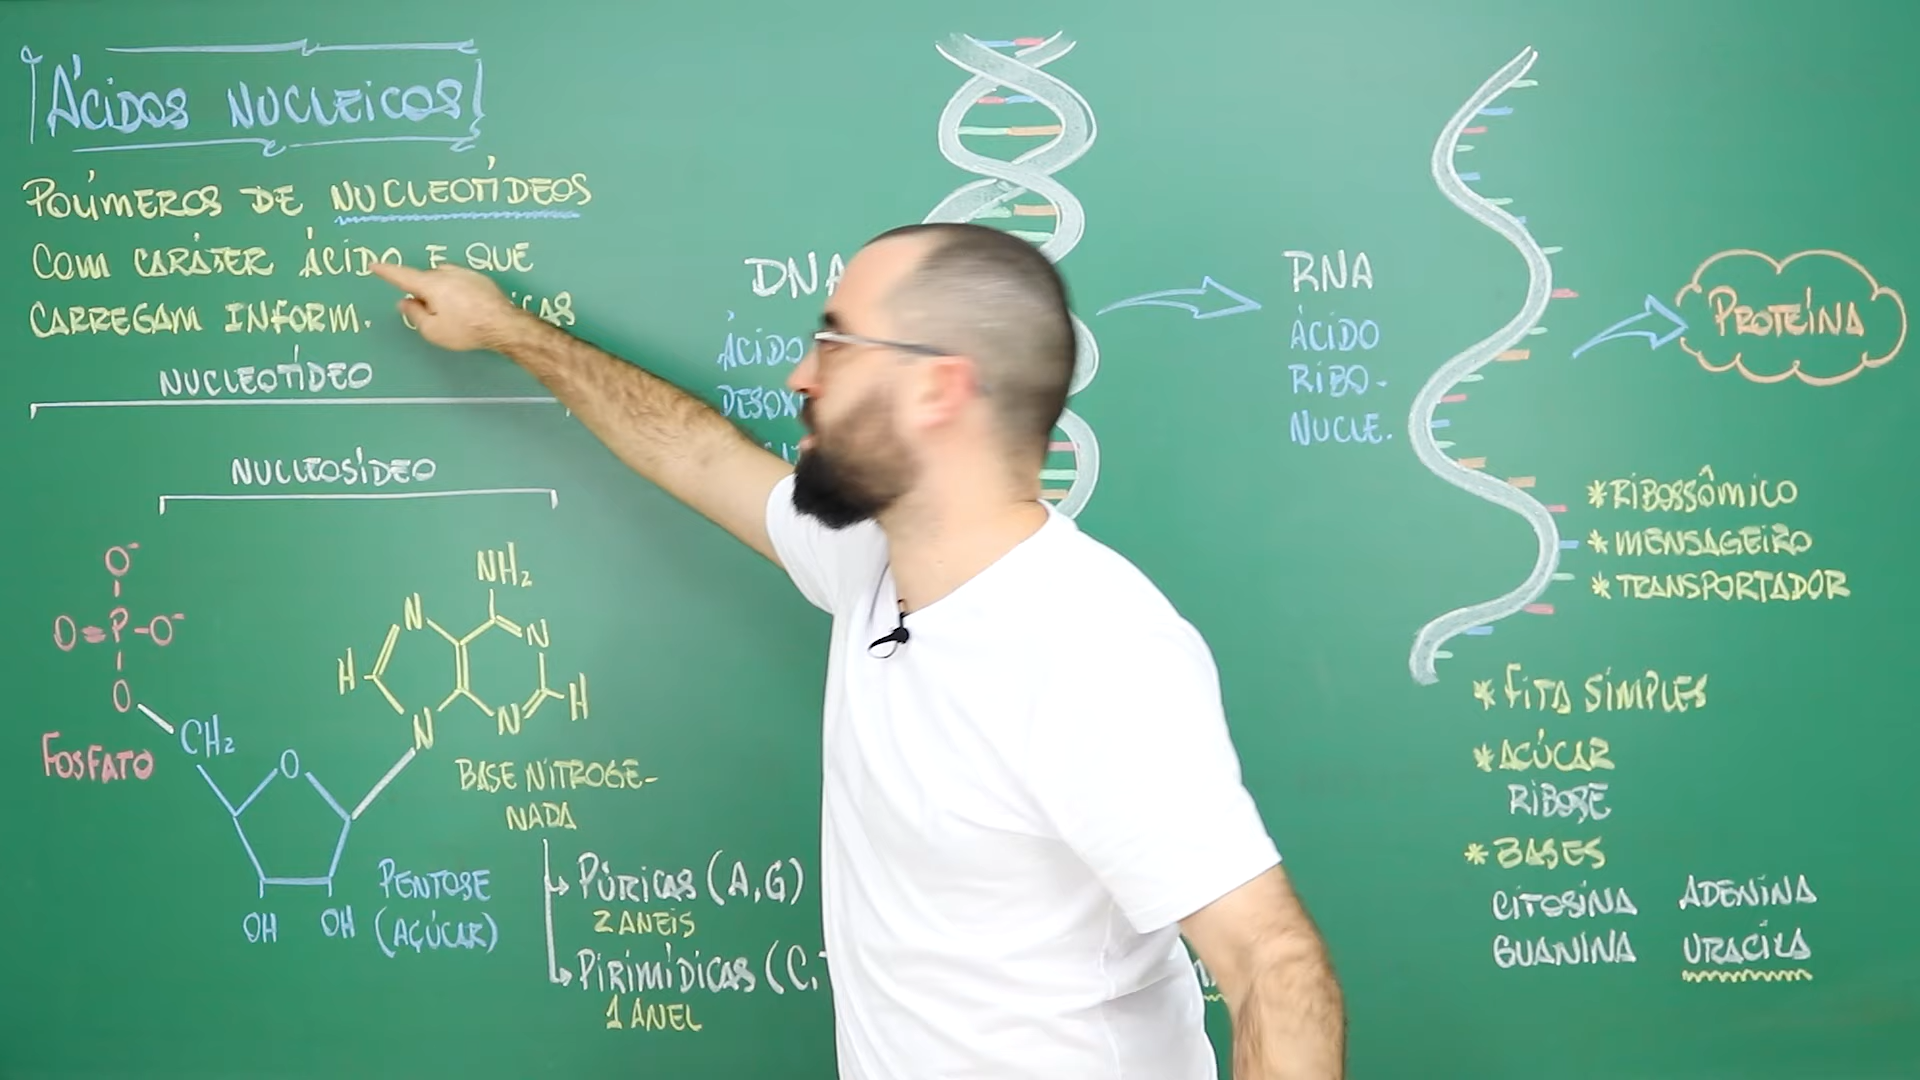 ÁCIDOS NUCLEICOS
POLÍMEROS DE NUCLEOTÍDEOS
COM CARÁTER ÁCIDO E QUE
CARREGAM INFORM.
NUCLEOTÍDEO
NUCLEOSÍDEO
O⁻
O=P-O⁻
O
CH₂
FOSFATO
O
OH OH
PENTOSE
(AÇÚCAR)
NH₂
N
N
H
N
N
H
BASE NITROGE-
NADA
PÚRICAS (A,G)
2 ANEIS
PIRIMÍDICAS (C,
1 ANEL
DNA
ÁCIDO
RNA
ÁCIDO
RIBO-
NUCLE.
PROTEÍNA
*RIBOSSÔMICO
*MENSAGEIRO
*TRANSPORTADOR
*FITA SIMPLES
*AÇÚCAR
RIBOSE
*BASES
CITOSINA ADENINA
GUANINA URACILA